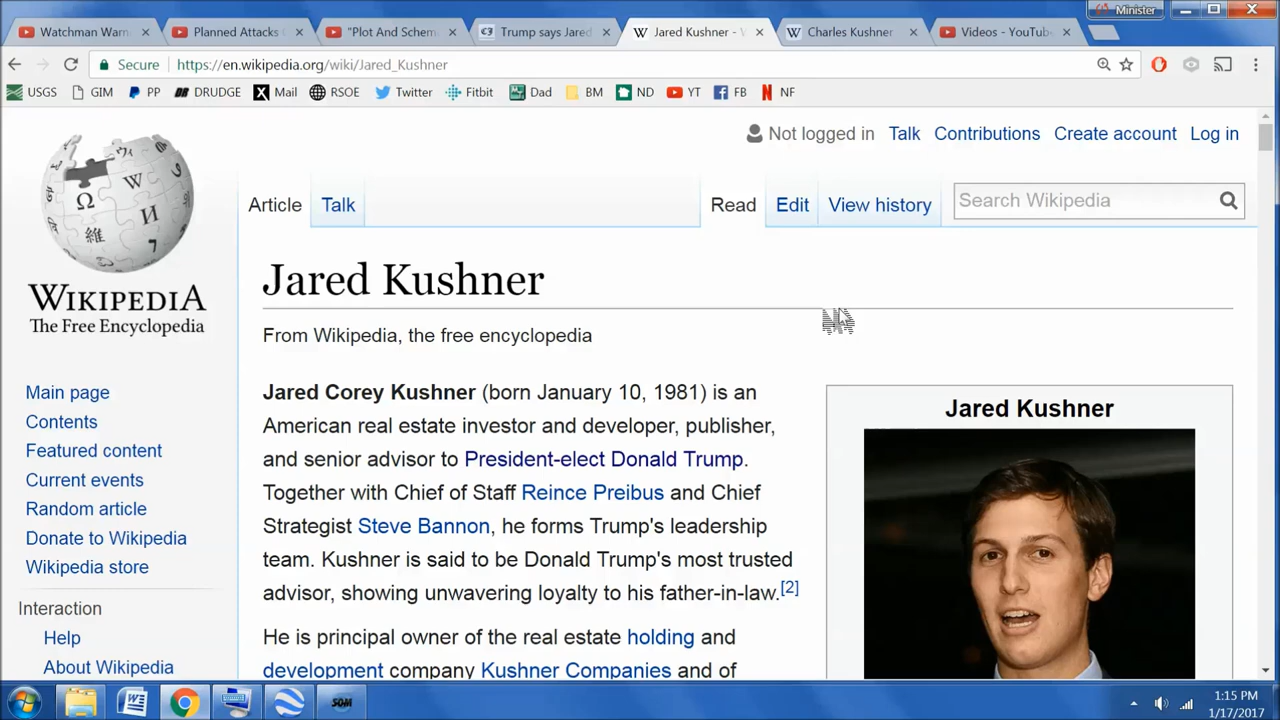 Minister
Watchman Warn
Planned Attacks
"Plot And Schem
Trump says Jared
Jared Kushner - W
Charles Kushner
Videos - YouTube
Secure
https://en.wikipedia.org/wiki/Jared_Kushner
USGS
GIM
PP
DRUDGE
Mail
RSOE
Twitter
Fitbit
Dad
BM
ND
YT
FB
NF
Not logged in Talk Contributions Create account Log in
Article Talk Read Edit View history Search Wikipedia
WIKIPEDIA
The Free Encyclopedia
Main page
Contents
Featured content
Current events
Random article
Donate to Wikipedia
Wikipedia store
Interaction
Help
About Wikipedia
Jared Kushner
From Wikipedia, the free encyclopedia
Jared Corey Kushner (born January 10, 1981) is an
American real estate investor and developer, publisher,
and senior advisor to President-elect Donald Trump.
Together with Chief of Staff Reince Preibus and Chief
Strategist Steve Bannon, he forms Trump's leadership
team. Kushner is said to be Donald Trump's most trusted
advisor, showing unwavering loyalty to his father-in-law.[2]
He is principal owner of the real estate holding and
development company Kushner Companies and of
Jared Kushner
SOM
1:15 PM
1/17/2017